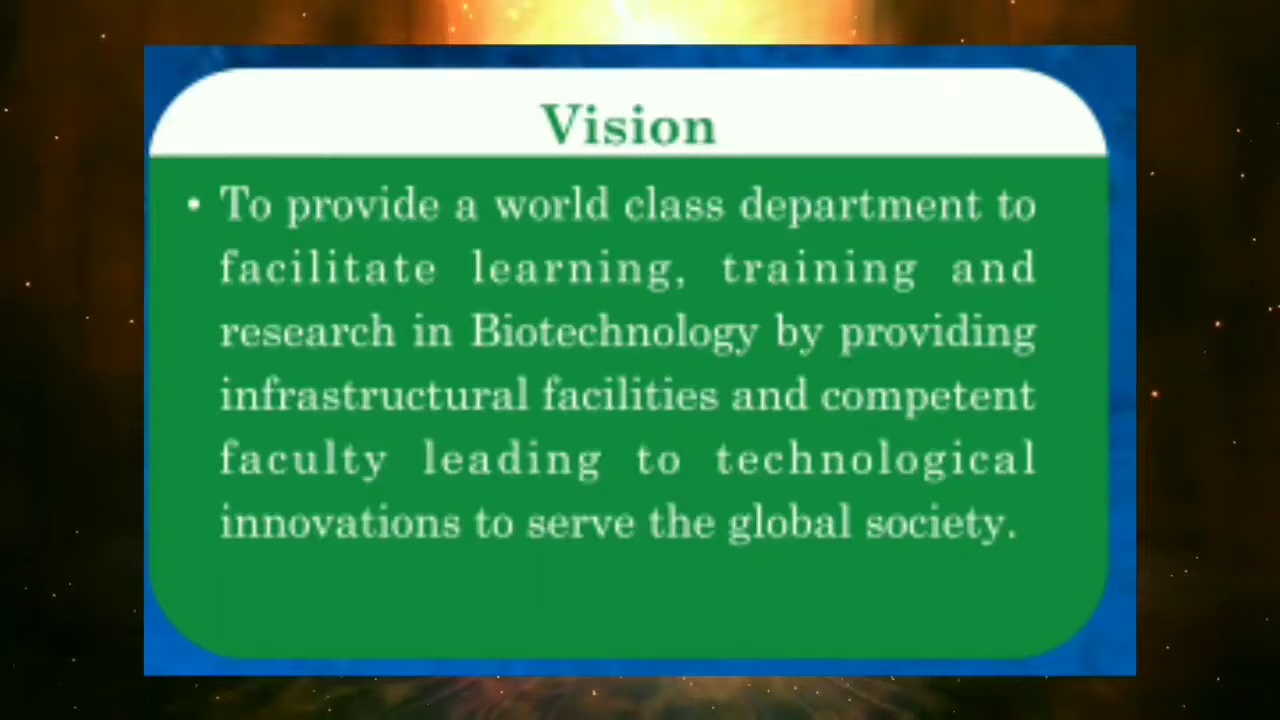 Vision
• To provide a world class department to
facilitate learning, training and
research in Biotechnology by providing
infrastructural facilities and competent
faculty leading to technological
innovations to serve the global society.